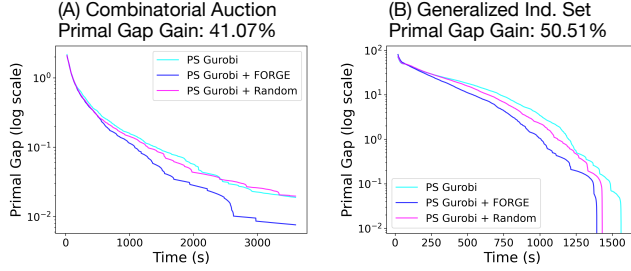 (A) Combinatorial Auction
Primal Gap Gain: 41.07%
Primal Gap (log scale)
10⁰
10⁻¹
10⁻²
PS Gurobi
PS Gurobi + FORGE
PS Gurobi + Random
0 1000 2000 3000
Time (s)
(B) Generalized Ind. Set
Primal Gap Gain: 50.51%
Primal Gap (log scale)
10²
10¹
10⁰
10⁻¹
10⁻²
PS Gurobi
PS Gurobi + FORGE
PS Gurobi + Random
0 250 500 750 1000 1250 1500
Time (s)